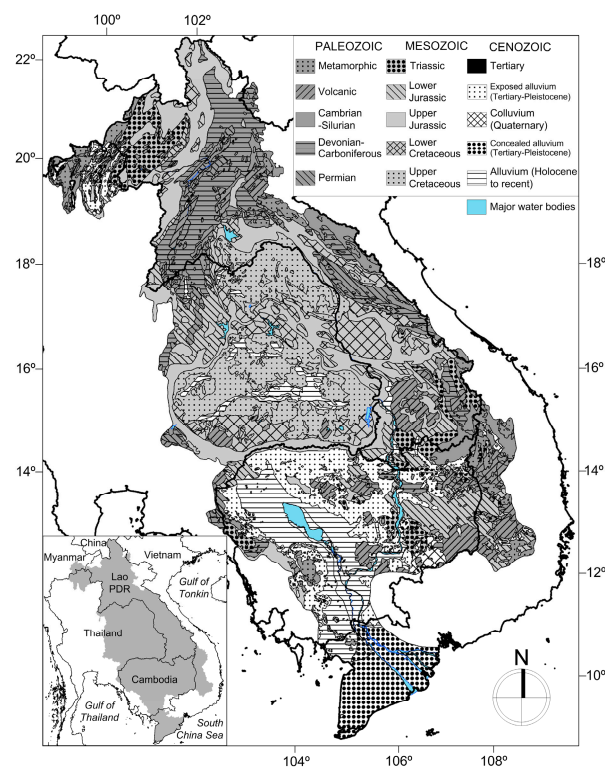 100º 102º
22º
20º
18º
16º
14º
18º
16º
14º
12º
10º
104º 106º 108º
PALEOZOIC MESOZOIC CENOZOIC
Metamorphic
Volcanic
Cambrian
-Silurian
Devonian-
Carboniferous
Permian
Triassic
Lower
Jurassic
Upper
Jurassic
Lower
Cretaceous
Upper
Cretaceous
Tertiary
Exposed alluvium
(Tertiary-Pleistocene)
Colluvium
(Quaternary)
Concealed alluvium
(Tertiary-Pleistocene)
Alluvium (Holocene
to recent)
Major water bodies
China
Myanmar
Vietnam
Lao
PDR
Gulf of
Tonkin
Thailand
Cambodia
Gulf of
Thailand
South
China Sea
N